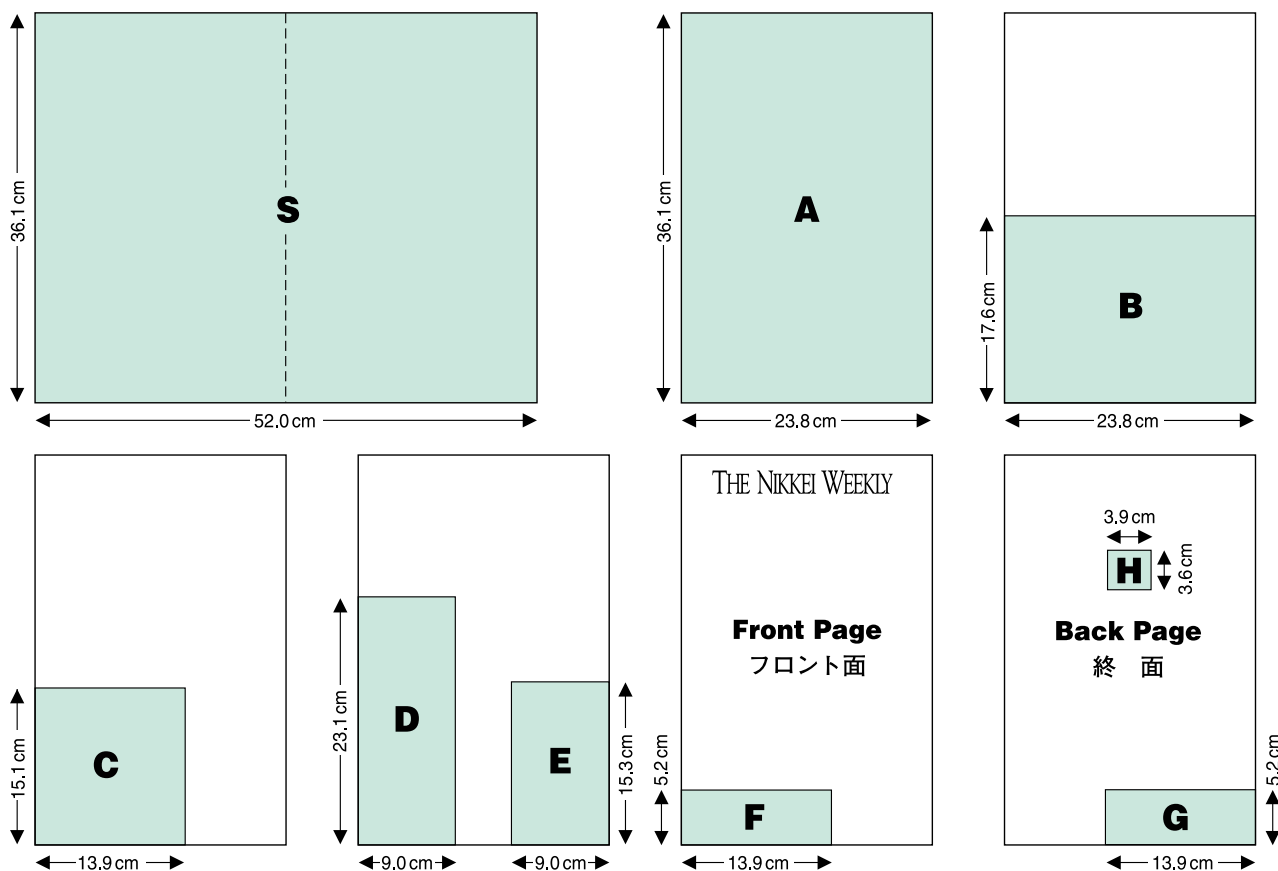 36.1 cm
S
52.0 cm
36.1 cm
A
23.8 cm
17.6 cm
B
23.8 cm
15.1 cm
C
13.9 cm
23.1 cm
D
9.0 cm
E
15.3 cm
9.0 cm
THE NIKKEI WEEKLY
Front Page
フロント面
5.2 cm
F
13.9 cm
3.9 cm
H
3.6 cm
Back Page
終 面
G
5.2 cm
13.9 cm